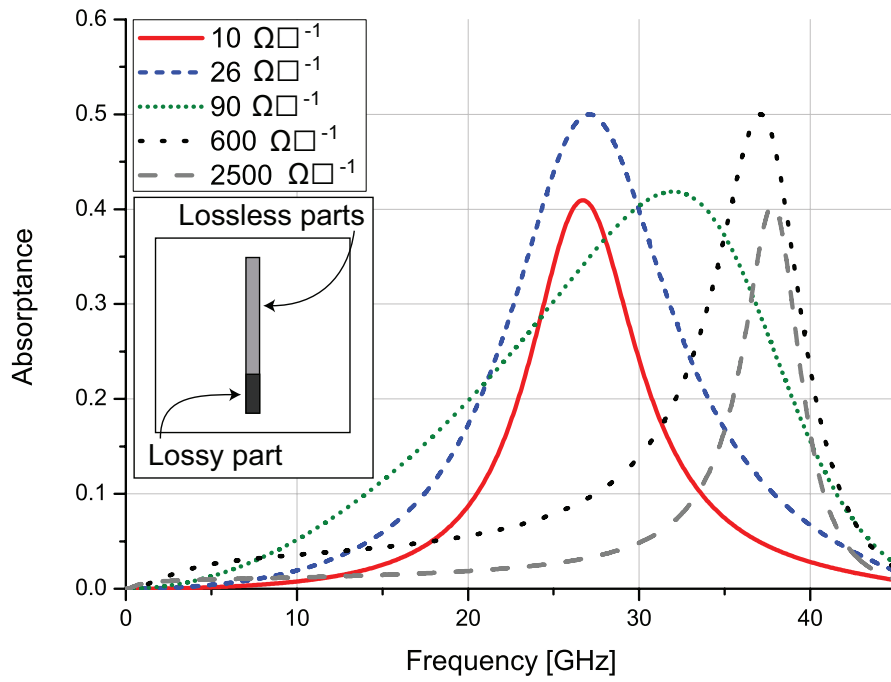 0.6
0.5
0.4
0.3
0.2
0.1
0.0
Absorptance
10 Ω□⁻¹
26 Ω□⁻¹
90 Ω□⁻¹
600 Ω□⁻¹
2500 Ω□⁻¹
Lossless parts
Lossy part
0 10 20 30 40
Frequency [GHz]